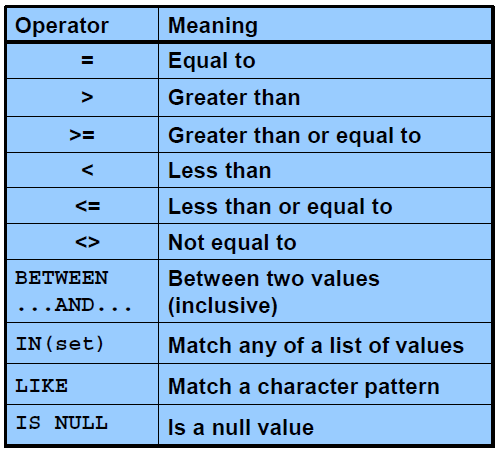 Operator Meaning
= Equal to
> Greater than
>= Greater than or equal to
< Less than
<= Less than or equal to
<> Not equal to
BETWEEN Between two values
...AND... (inclusive)
IN(set) Match any of a list of values
LIKE Match a character pattern
IS NULL Is a null value